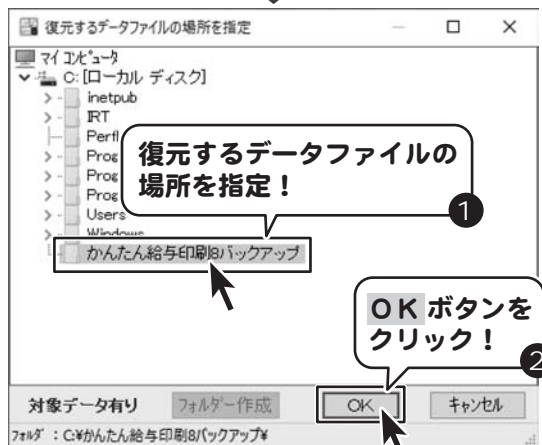 復元するデータファイルの場所を指定
マイ コンピュータ
C: [ローカル ディスク]
inetpub
IRT
Perfl
Prog
Prog
Prog
Users
Windows
かんたん給与印刷8バックアップ
復元するデータファイルの
場所を指定!
1
OK ボタンを
クリック!
2
対象データ有り フォルダー作成 OK キャンセル
フォルダ : C:¥かんたん給与印刷8バックアップ¥